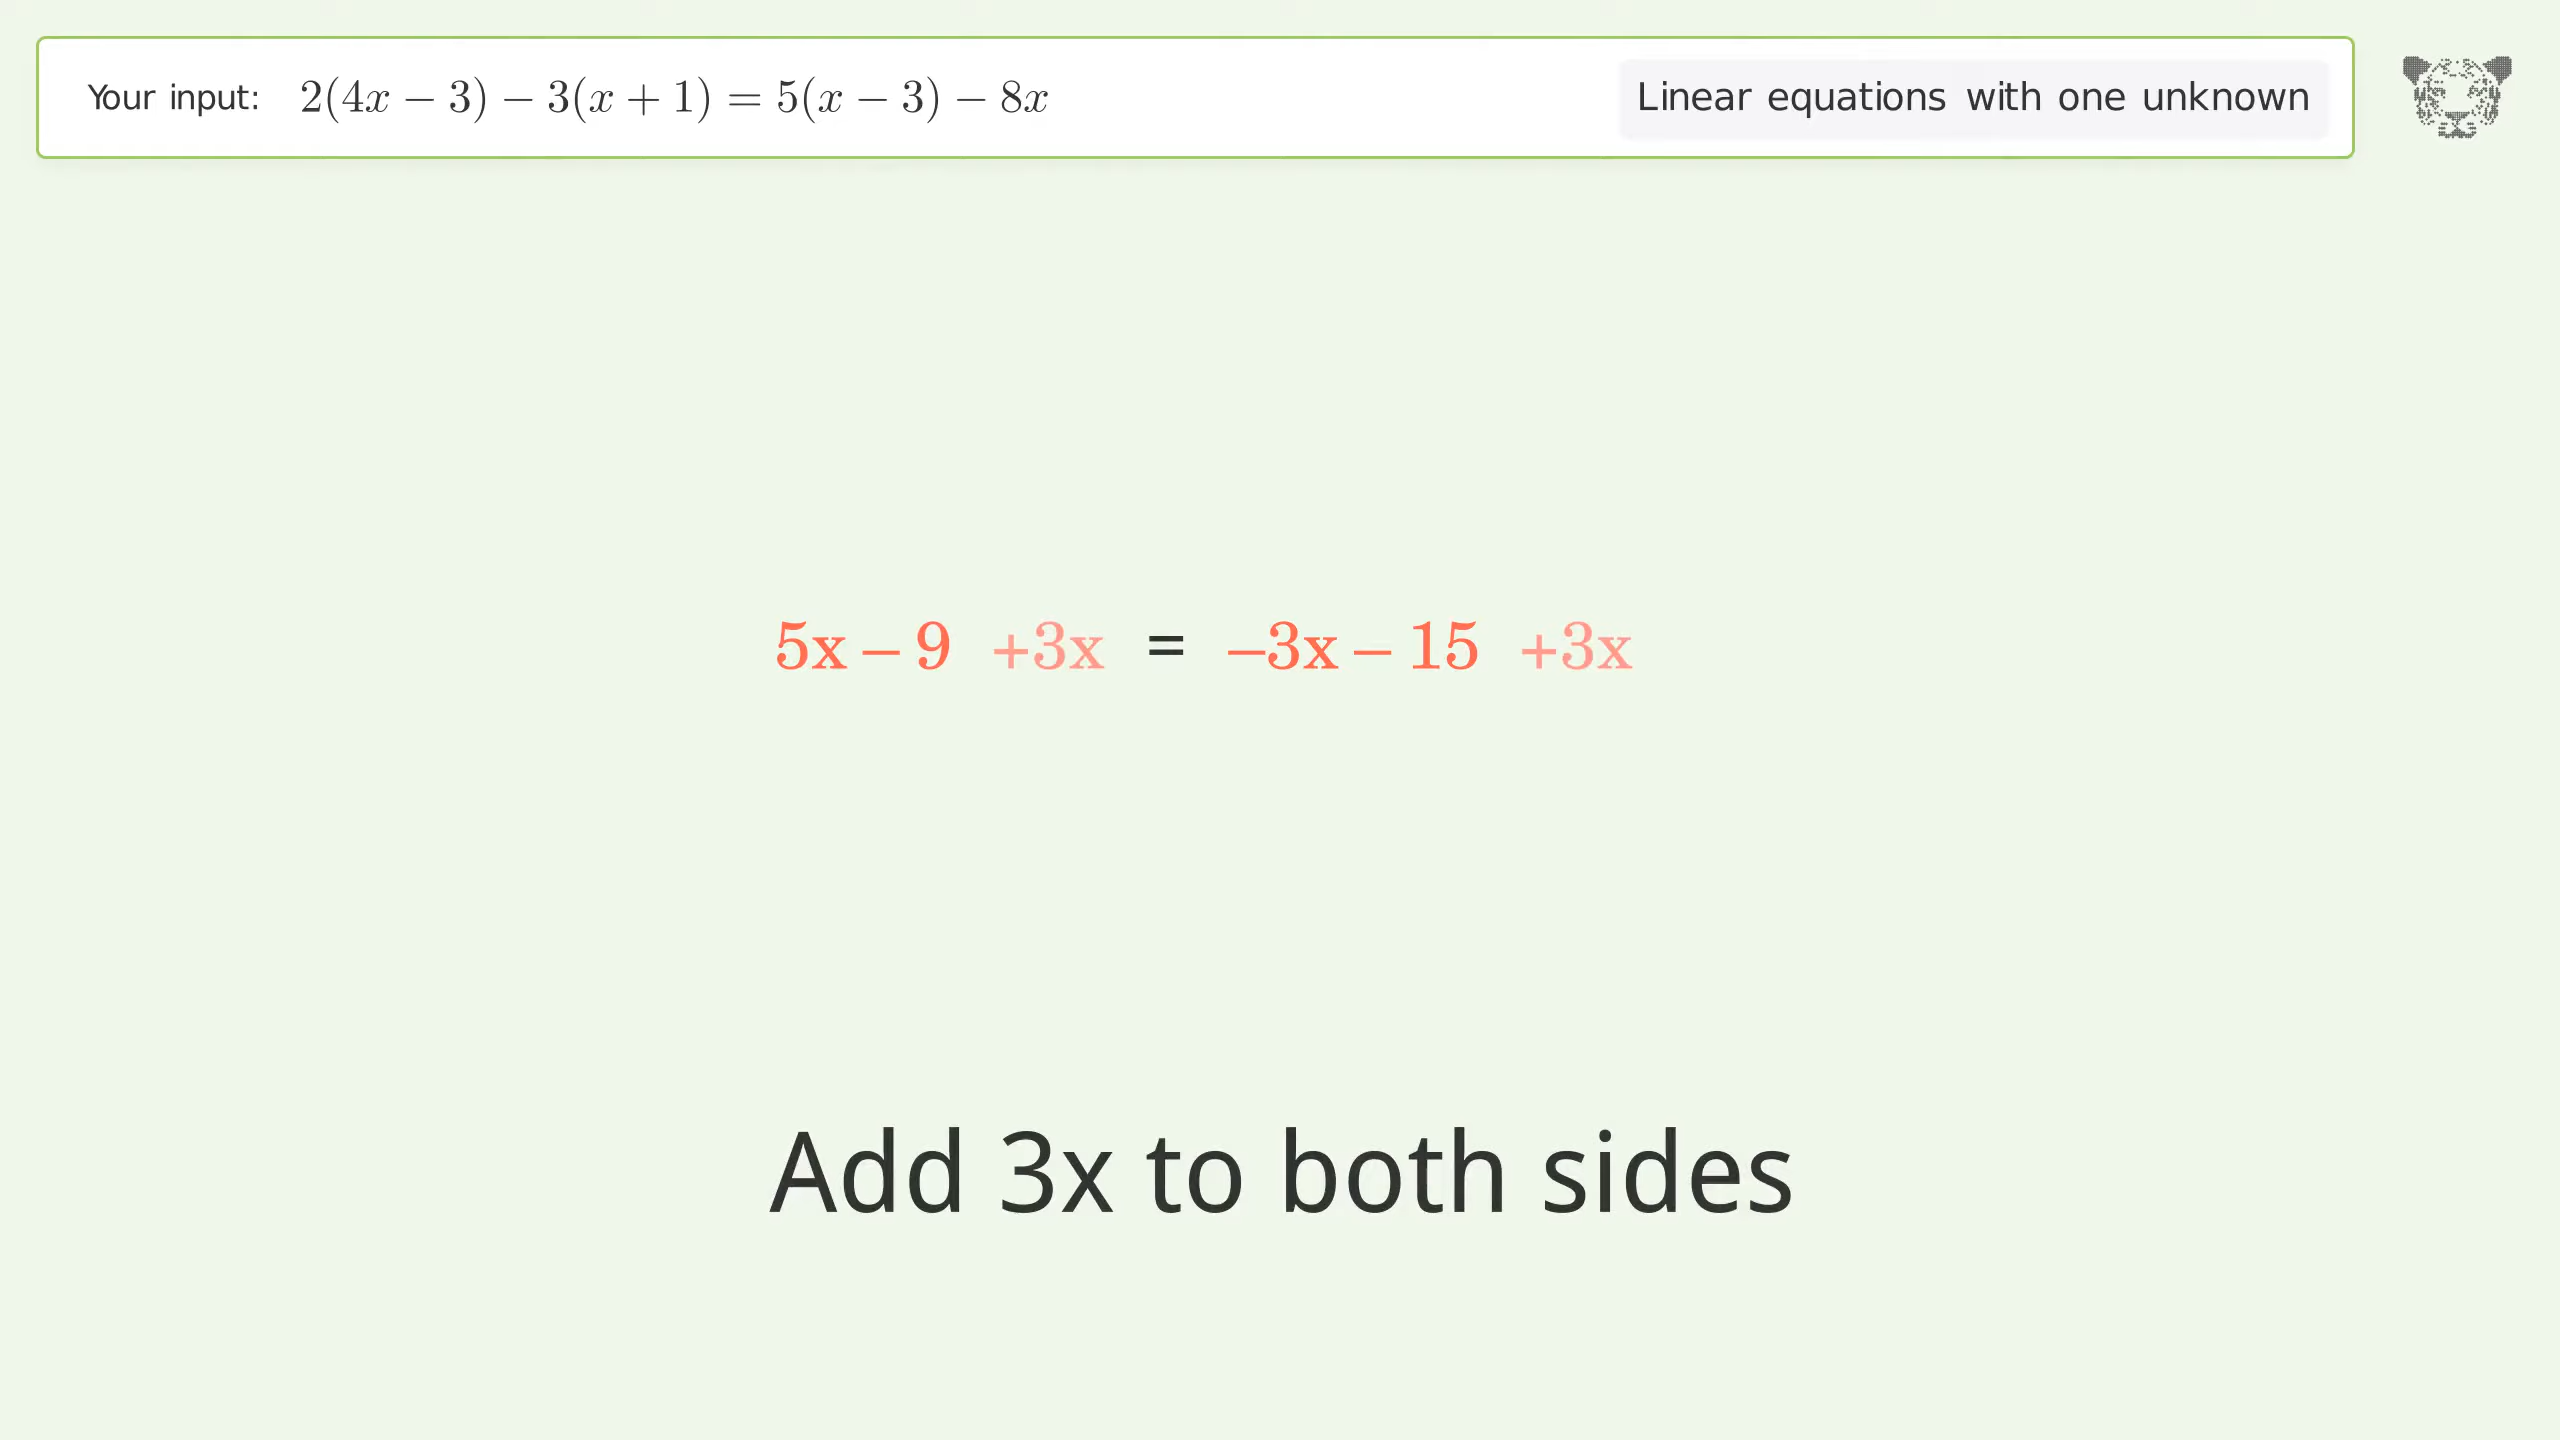 Your input: 2(4x − 3) − 3(x + 1) = 5(x − 3) − 8x
Linear equations with one unknown
5x – 9 +3x = –3x – 15 +3x
Add 3x to both sides